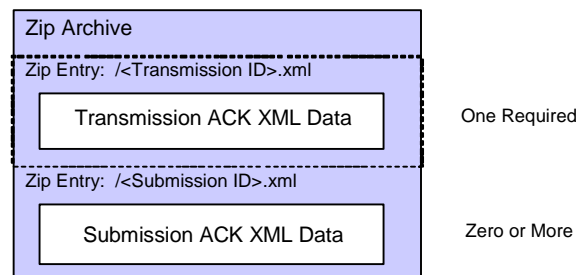 Zip Archive
Zip Entry: /<Transmission ID>.xml
Transmission ACK XML Data
One Required
Zip Entry: /<Submission ID>.xml
Submission ACK XML Data
Zero or More